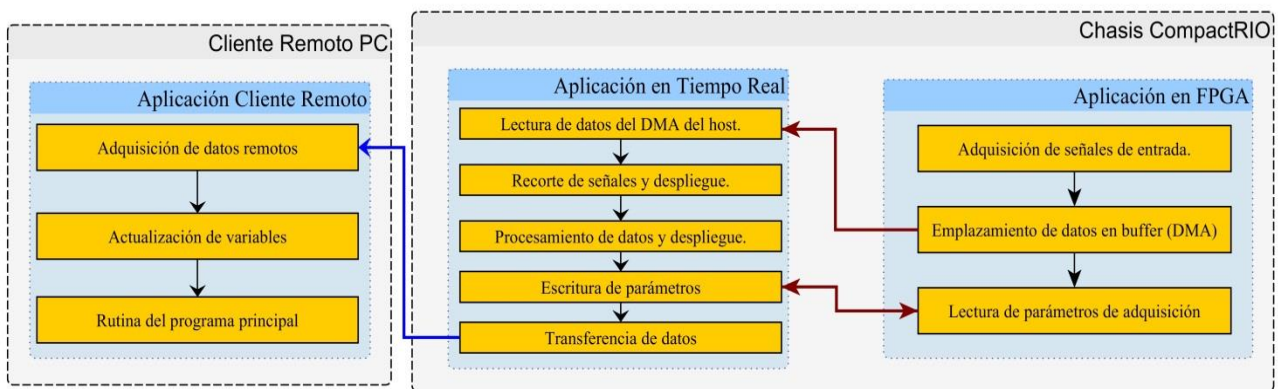 Cliente Remoto PC
Aplicación Cliente Remoto
Adquisición de datos remotos
Actualización de variables
Rutina del programa principal
Chasis CompactRIO
Aplicación en Tiempo Real
Lectura de datos del DMA del host.
Recorte de señales y despliegue.
Procesamiento de datos y despliegue.
Escritura de parámetros
Transferencia de datos
Aplicación en FPGA
Adquisición de señales de entrada.
Emplazamiento de datos en buffer (DMA)
Lectura de parámetros de adquisición